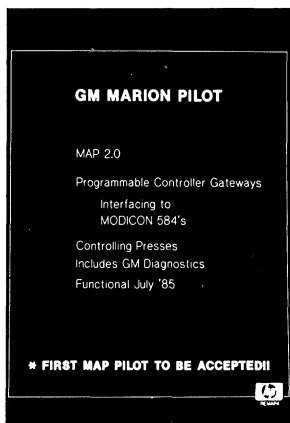 GM MARION PILOT
MAP 2.0
Programmable Controller Gateways
Interfacing to
MODICON 584's
Controlling Presses
Includes GM Diagnostics
Functional July '85
* FIRST MAP PILOT TO BE ACCEPTED!!
hp